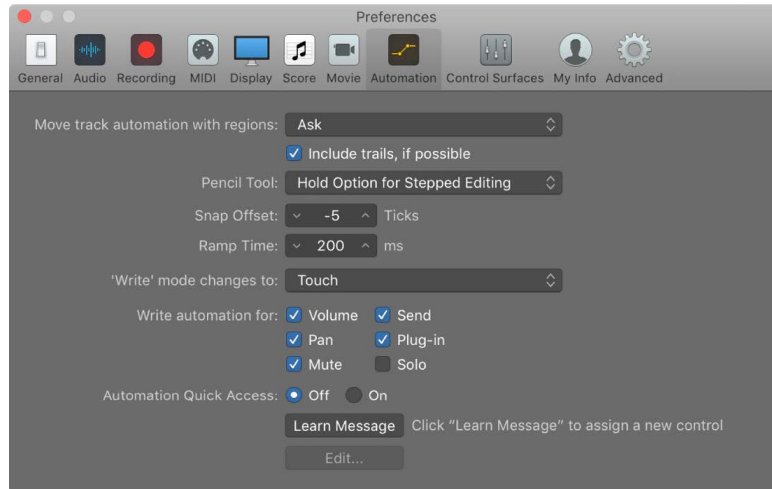 Preferences
General Audio Recording MIDI Display Score Movie Automation Control Surfaces My Info Advanced
Move track automation with regions: Ask
Include trails, if possible
Pencil Tool: Hold Option for Stepped Editing
Snap Offset: -5 Ticks
Ramp Time: 200 ms
'Write' mode changes to: Touch
Write automation for: Volume Send
Pan Plug-in
Mute Solo
Automation Quick Access: Off On
Learn Message Click “Learn Message” to assign a new control
Edit...